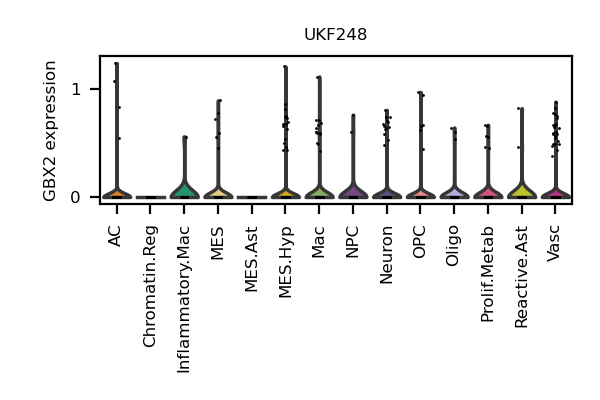 UKF248
GBX2 expression
1
0
AC
Chromatin.Reg
Inflammatory.Mac
MES
MES.Ast
MES.Hyp
Mac
NPC
Neuron
OPC
Oligo
Prolif.Metab
Reactive.Ast
Vasc